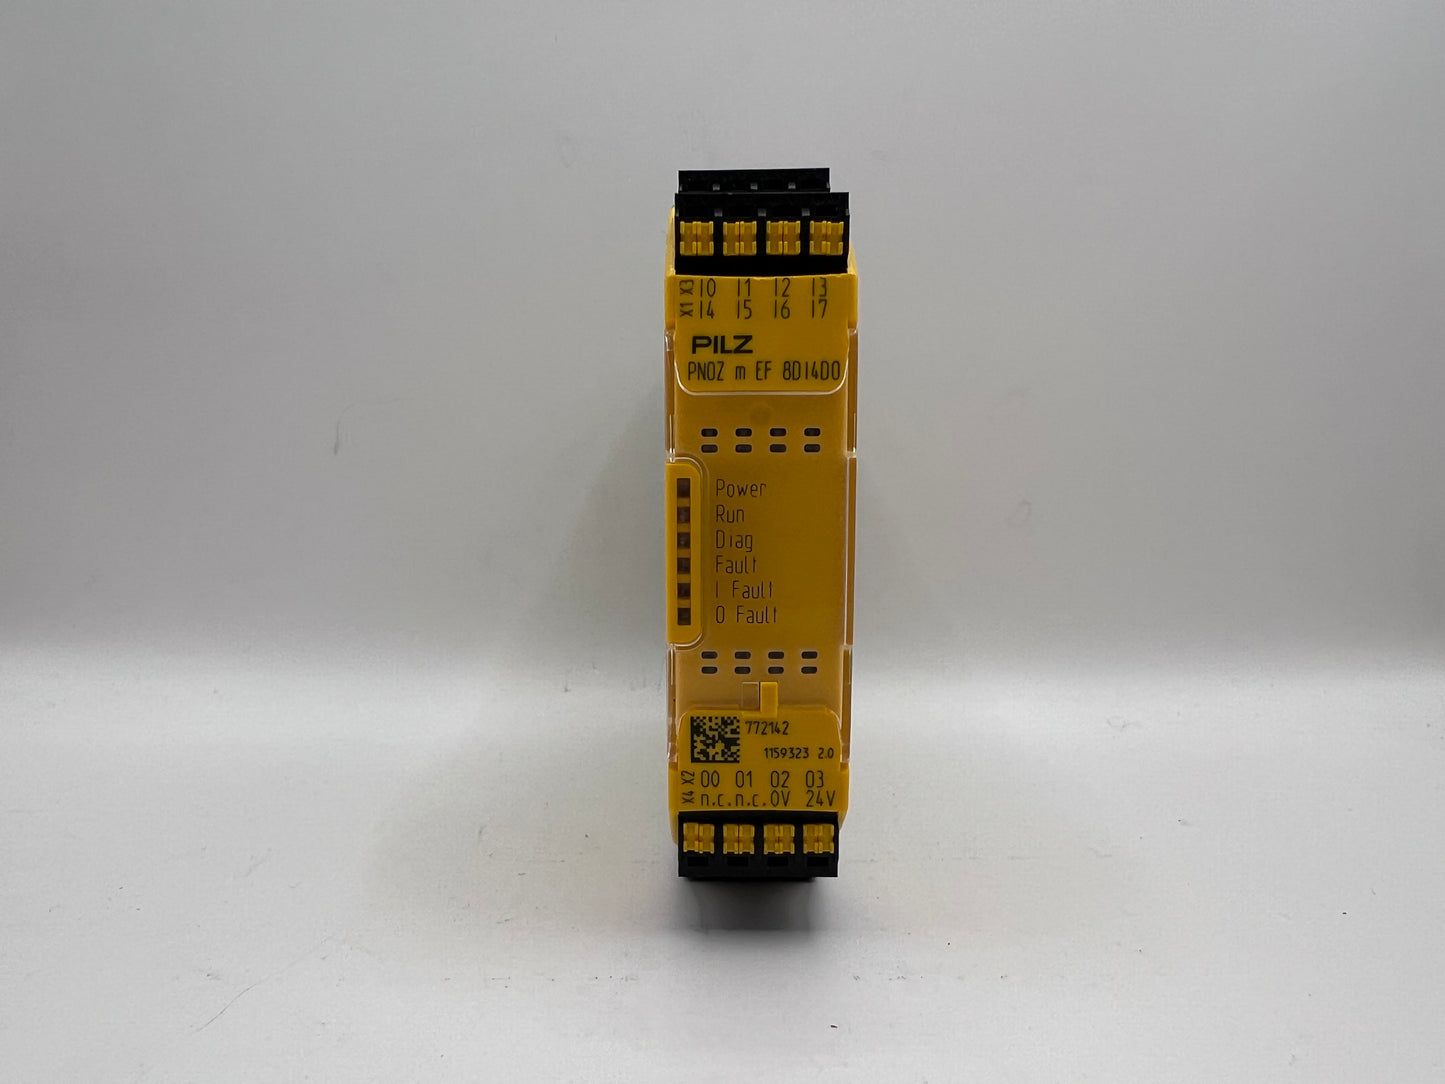 X3 I0 I1 I2 I3
X1 I4 I5 I6 I7
PILZ
PNOZ m EF 8DI4DO
Power
Run
Diag
Fault
I Fault
O Fault
772142
1159323 2.0
X2 O0 O1 O2 O3
X4 n.c. n.c. 0V 24V